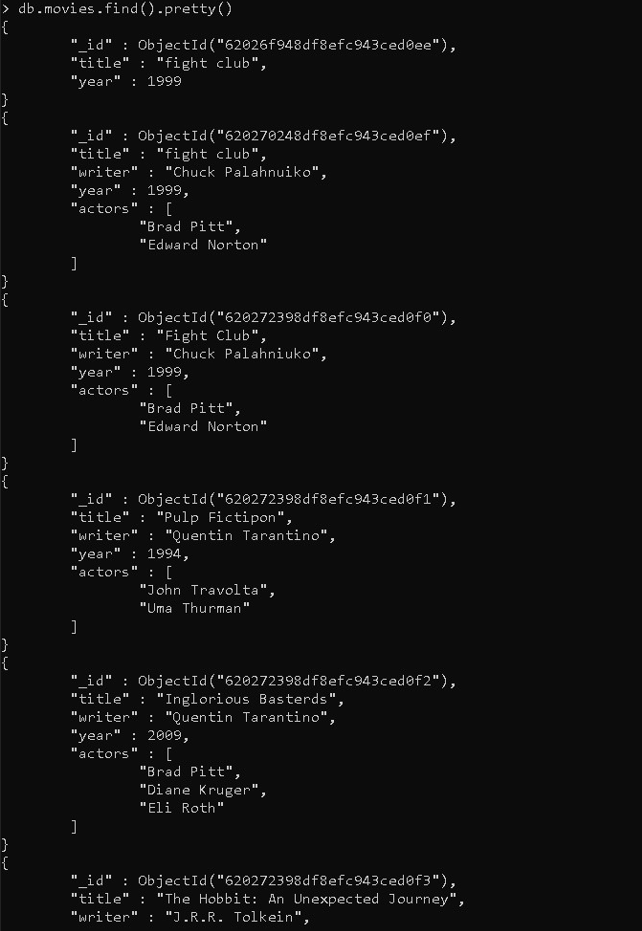 > db.movies.find().pretty()
{
        "_id" : ObjectId("62026f948df8efc943ced0ee"),
        "title" : "fight club",
        "year" : 1999
}
{
        "_id" : ObjectId("620270248df8efc943ced0ef"),
        "title" : "fight club",
        "writer" : "Chuck Palahnuiko",
        "year" : 1999,
        "actors" : [
                "Brad Pitt",
                "Edward Norton"
        ]
}
{
        "_id" : ObjectId("620272398df8efc943ced0f0"),
        "title" : "Fight Club",
        "writer" : "Chuck Palahniuko",
        "year" : 1999,
        "actors" : [
                "Brad Pitt",
                "Edward Norton"
        ]
}
{
        "_id" : ObjectId("620272398df8efc943ced0f1"),
        "title" : "Pulp Fictipon",
        "writer" : "Quentin Tarantino",
        "year" : 1994,
        "actors" : [
                "John Travolta",
                "Uma Thurman"
        ]
}
{
        "_id" : ObjectId("620272398df8efc943ced0f2"),
        "title" : "Inglorious Basterds",
        "writer" : "Quentin Tarantino",
        "year" : 2009,
        "actors" : [
                "Brad Pitt",
                "Diane Kruger",
                "Eli Roth"
        ]
}
{
        "_id" : ObjectId("620272398df8efc943ced0f3"),
        "title" : "The Hobbit: An Unexpected Journey",
        "writer" : "J.R.R. Tolkein",